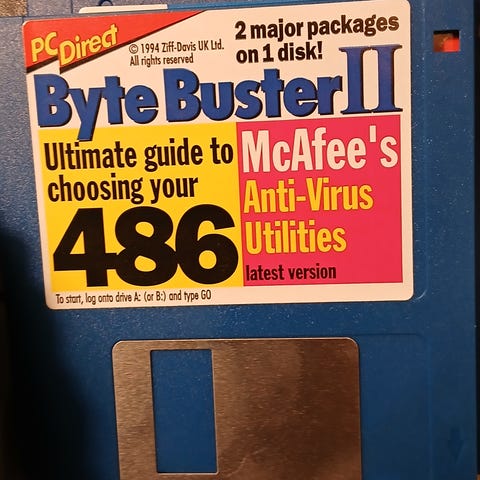 PC Direct
© 1994 Ziff-Davis UK Ltd.
All rights reserved
2 major packages
on 1 disk!
Byte Buster II
Ultimate guide to
choosing your
486
McAfee's
Anti-Virus
Utilities
latest version
To start, log onto drive A: (or B:) and type GO